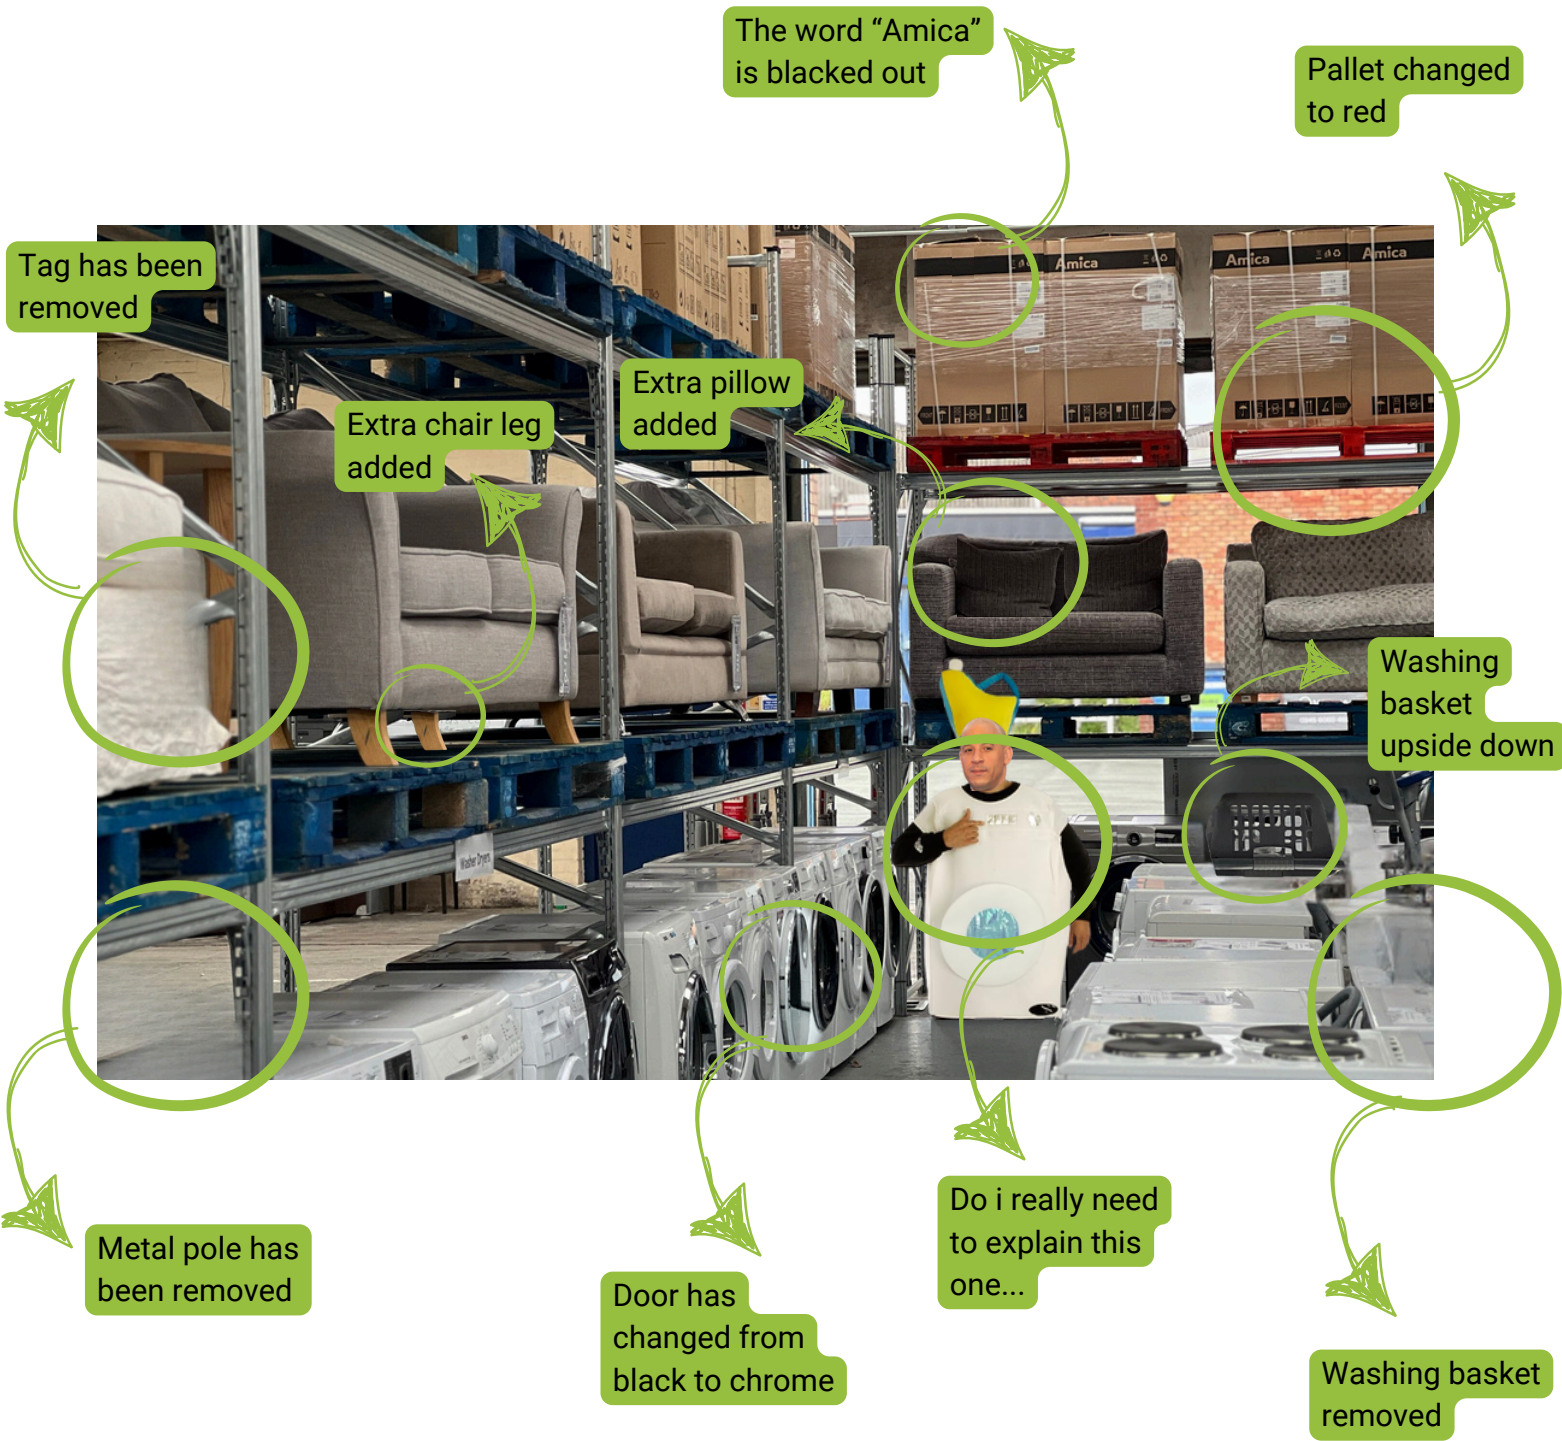 The word “Amica”
is blacked out
Pallet changed
to red
Tag has been
removed
Amica
Amica
Amica
Extra pillow
added
Extra chair leg
added
Washing
basket
upside down
Washer Dryers
Metal pole has
been removed
Do i really need
to explain this
one...
Door has
changed from
black to chrome
Washing basket
removed